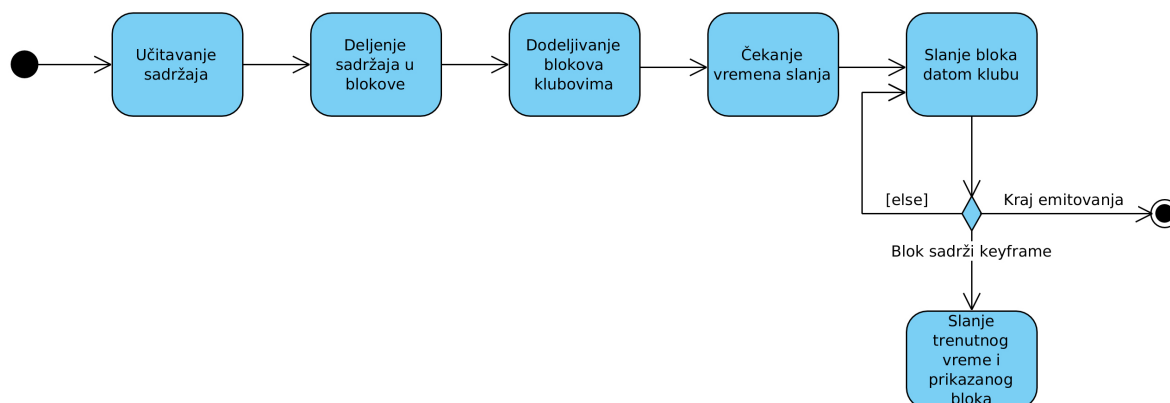 Učitavanje
sadržaja
Deljenje
sadržaja u
blokove
Dodeljivanje
blokova
klubovima
Čekanje
vremena slanja
Slanje bloka
datom klubu
[else]
Kraj emitovanja
Blok sadrži keyframe
Slanje
trenutnog
vreme i
prikazanog
bloka